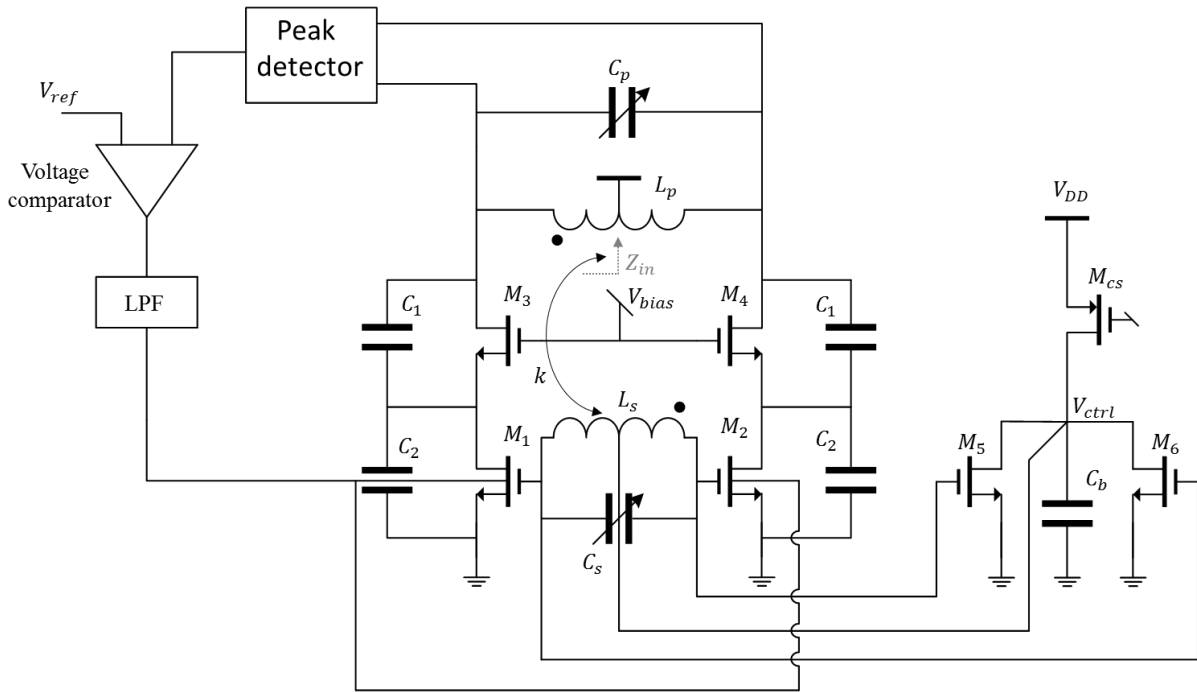 Peak
detector
C_p
V_ref
Voltage
comparator
L_p
V_DD
Z_in
LPF
C_1
M_3
V_bias
M_4
C_1
M_cs
k
L_s
V_ctrl
C_2
M_1
M_2
C_2
M_5
M_6
C_b
C_s